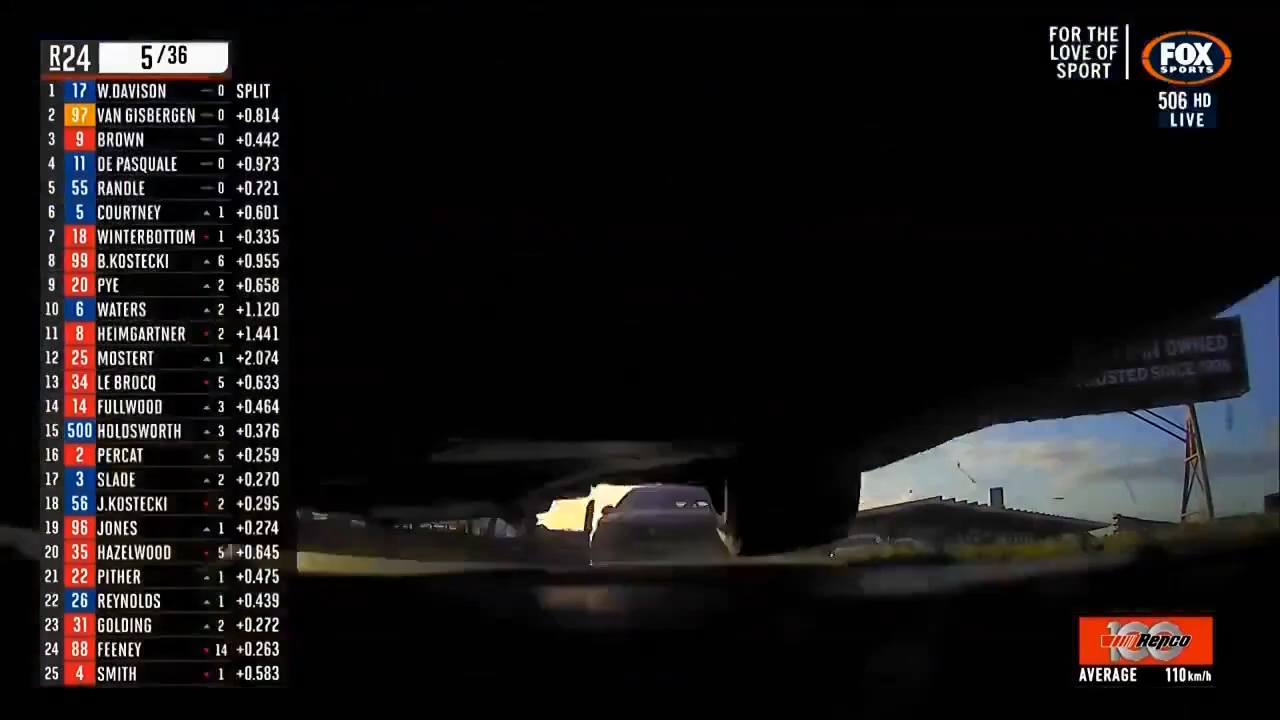 R24 5/36
1 17 W.DAVISON 0 SPLIT
2 97 VAN GISBERGEN 0 +0.814
3 9 BROWN 0 +0.442
4 11 DE PASQUALE 0 +0.973
5 55 RANDLE 0 +0.721
6 5 COURTNEY 1 +0.601
7 18 WINTERBOTTOM 1 +0.335
8 99 B.KOSTECKI 6 +0.955
9 20 PYE 2 +0.658
10 6 WATERS 2 +1.120
11 8 HEIMGARTNER 2 +1.441
12 25 MOSTERT 1 +2.074
13 34 LE BROCQ 5 +0.633
14 14 FULLWOOD 3 +0.464
15 500 HOLDSWORTH 3 +0.376
16 2 PERCAT 5 +0.259
17 3 SLADE 2 +0.270
18 56 J.KOSTECKI 2 +0.295
19 96 JONES 1 +0.274
20 35 HAZELWOOD 5 +0.645
21 22 PITHER 1 +0.475
22 26 REYNOLDS 1 +0.439
23 31 GOLDING 2 +0.272
24 88 FEENEY 14 +0.263
25 4 SMITH 1 +0.583
FOR THE
LOVE OF
SPORT
FOX
SPORTS
506 HD
LIVE
OWNED
SINCE
100
Repco
AVERAGE 110km/h